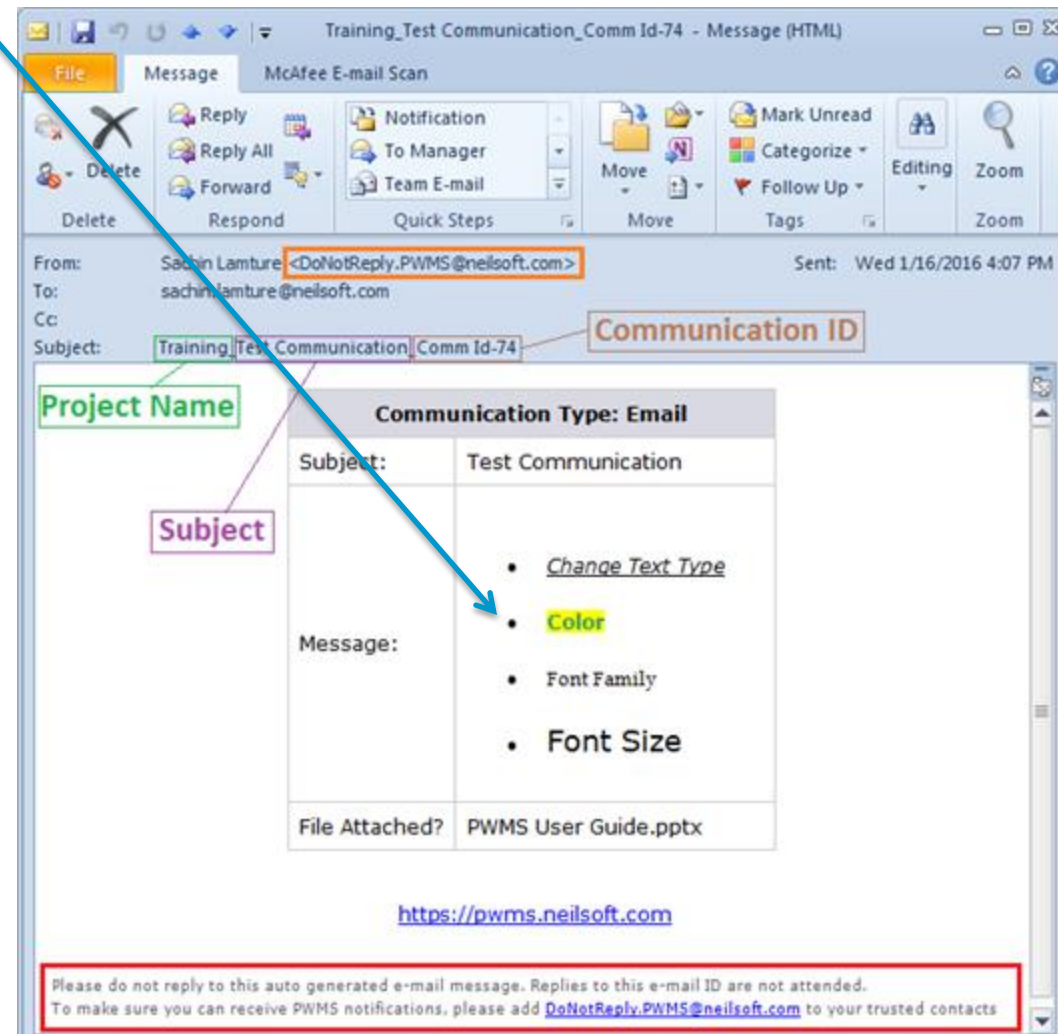 Training_Test Communication_Comm Id-74 - Message (HTML)
File Message McAfee E-mail Scan
Delete
Reply
Reply All
Forward
Notification
To Manager
Team E-mail
Move
Mark Unread
Categorize
Follow Up
Editing
Zoom
Delete Respond Quick Steps Move Tags Zoom
From: Sachin Lamture <DoNotReply.PWMS@neilsoft.com> Sent: Wed 1/16/2016 4:07 PM
To: sachin.lamture@neilsoft.com
Cc:
Subject: Training_Test Communication_Comm Id-74
Communication ID
Project Name
Subject
Communication Type: Email
Subject: Test Communication
Message:
• Change Text Type
• Color
• Font Family
• Font Size
File Attached? PWMS User Guide.pptx
https://pwms.neilsoft.com
Please do not reply to this auto generated e-mail message. Replies to this e-mail ID are not attended.
To make sure you can receive PWMS notifications, please add DoNotReply.PWMS@neilsoft.com to your trusted contacts